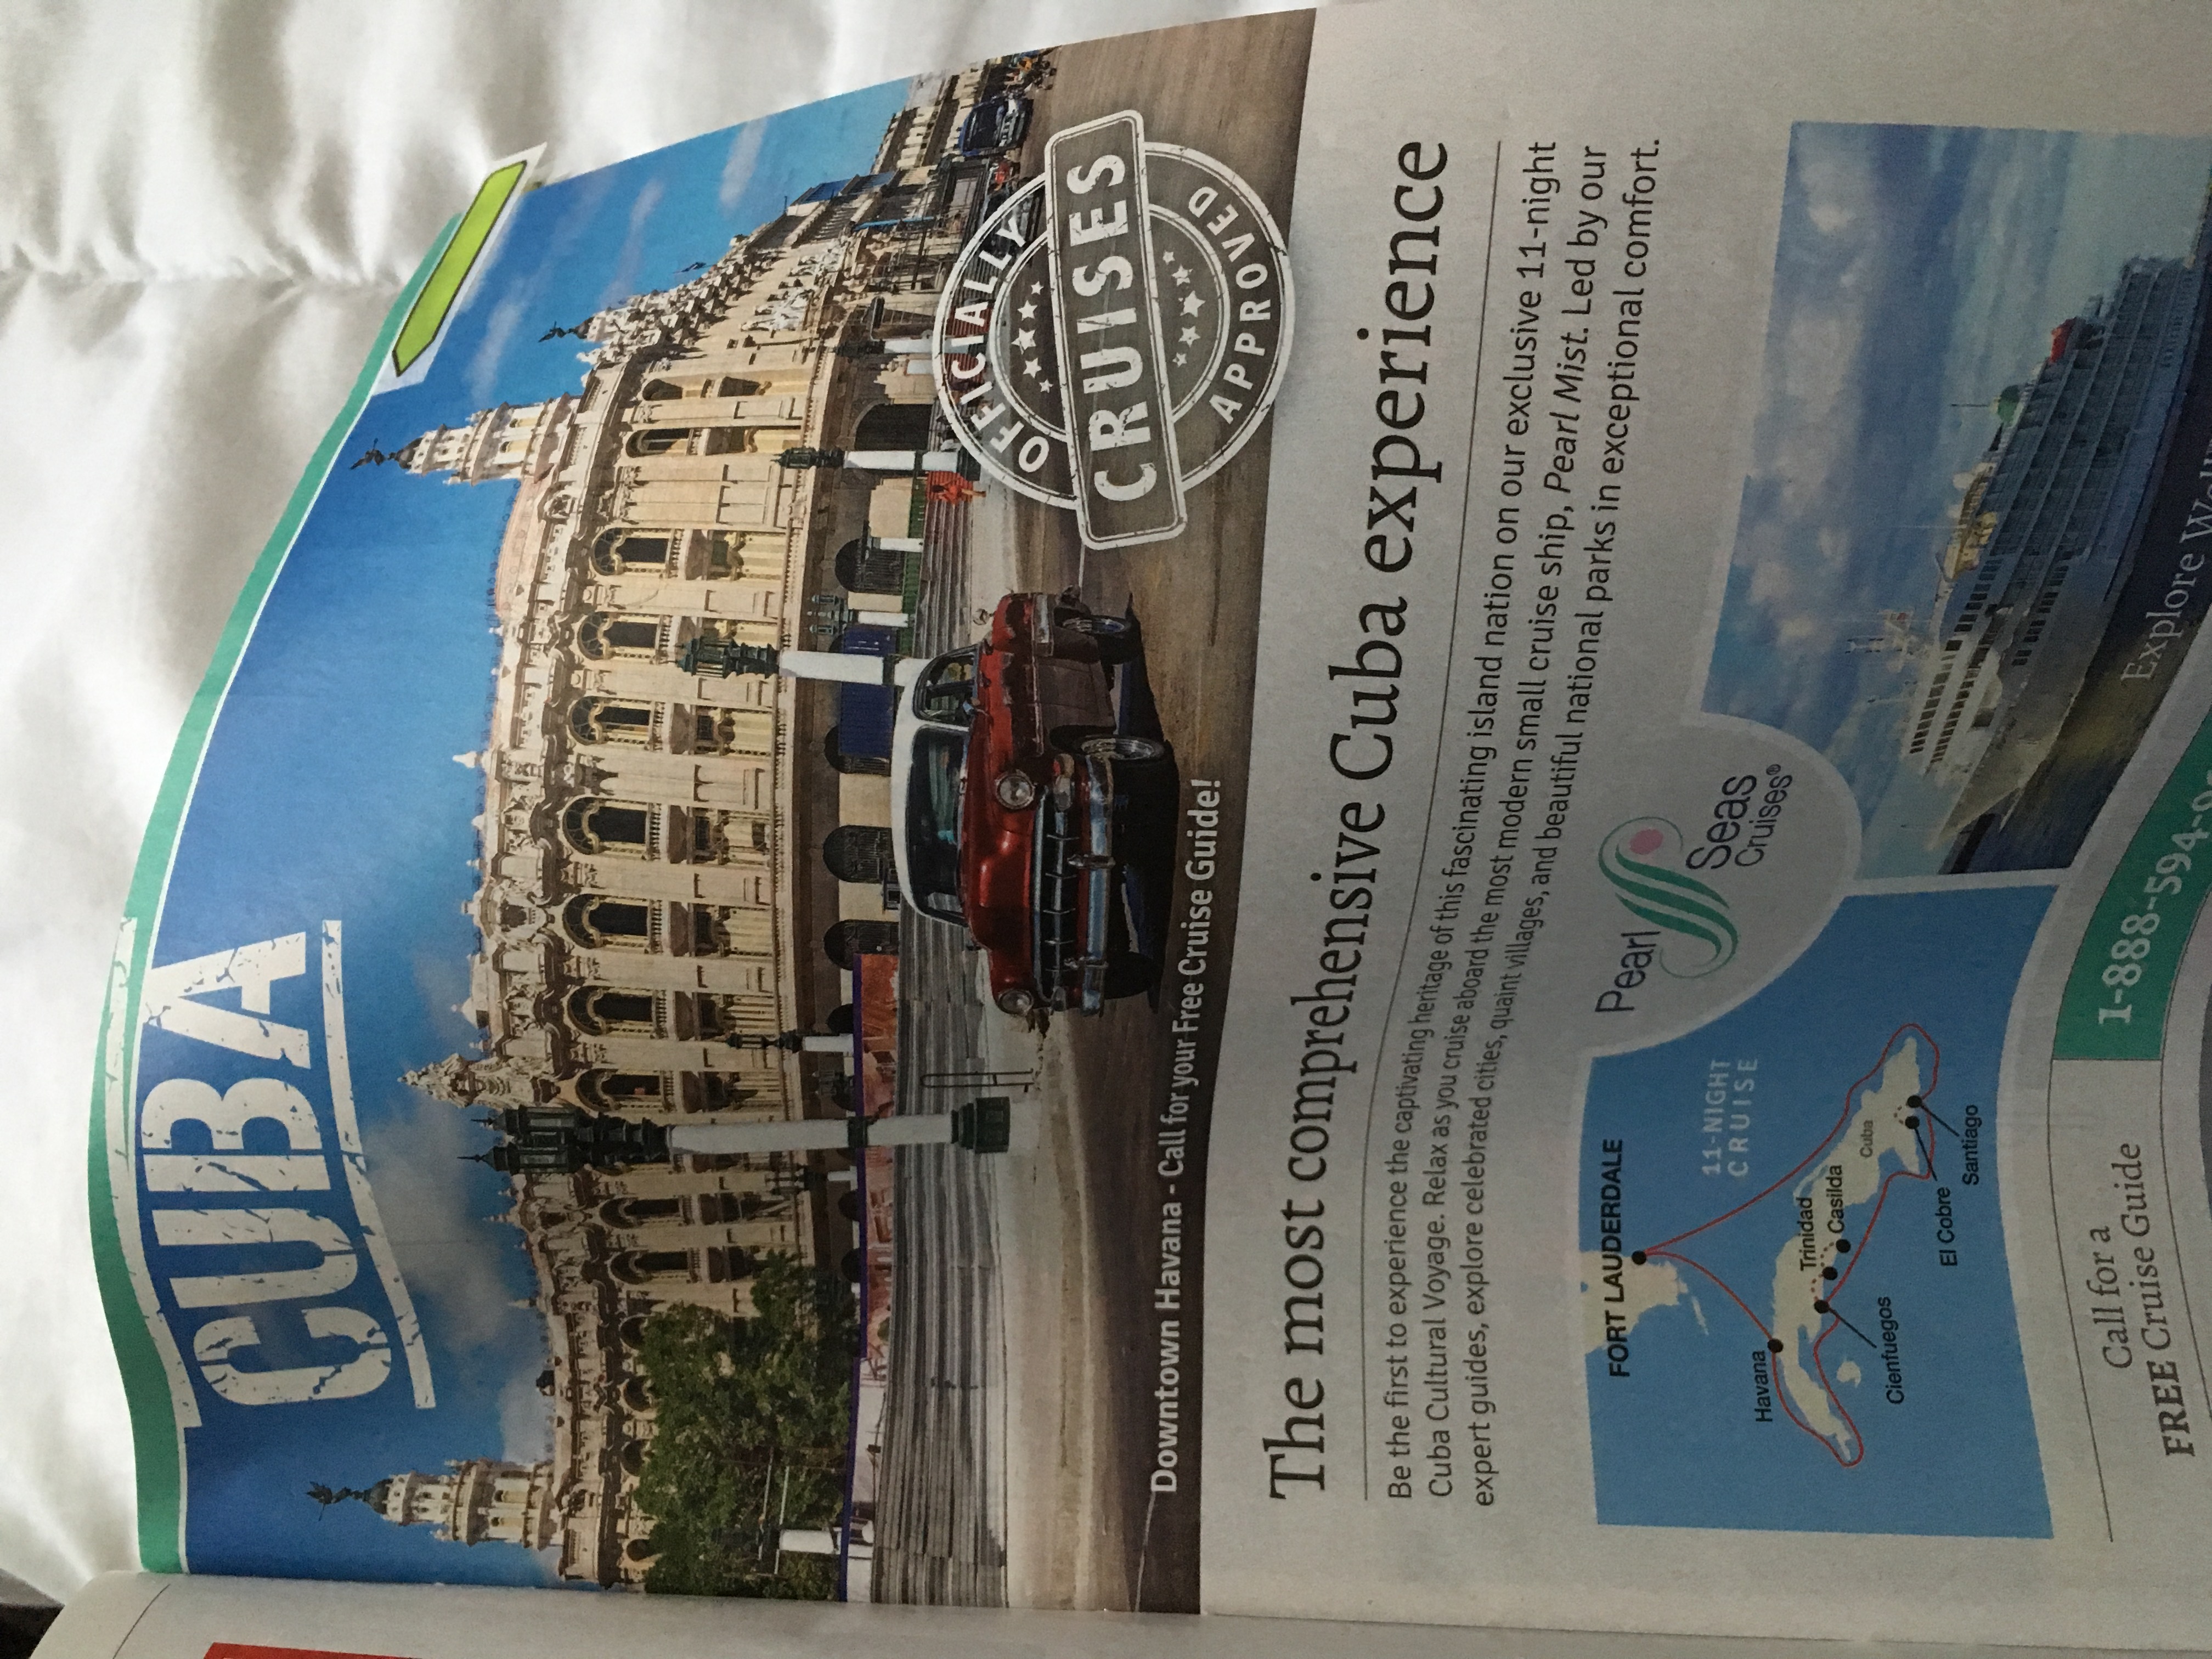 CUBA
OFFICIALLY
CRUISES
APPROVED
Downtown Havana - Call for your Free Cruise Guide!
The most comprehensive Cuba experience
Be the first to experience the captivating heritage of this fascinating island nation on our exclusive 11-night
Cuba Cultural Voyage. Relax as you cruise aboard the most modern small cruise ship, Pearl Mist. Led by our
expert guides, explore celebrated cities, quaint villages, and beautiful national parks in exceptional comfort.
FORT LAUDERDALE
11-NIGHT
CRUISE
Havana
Trinidad
Casilda
Cuba
Cienfuegos
El Cobre
Santiago
Pearl
Seas
Cruises®
Call for a
FREE Cruise Guide
1-888-594-
Explore